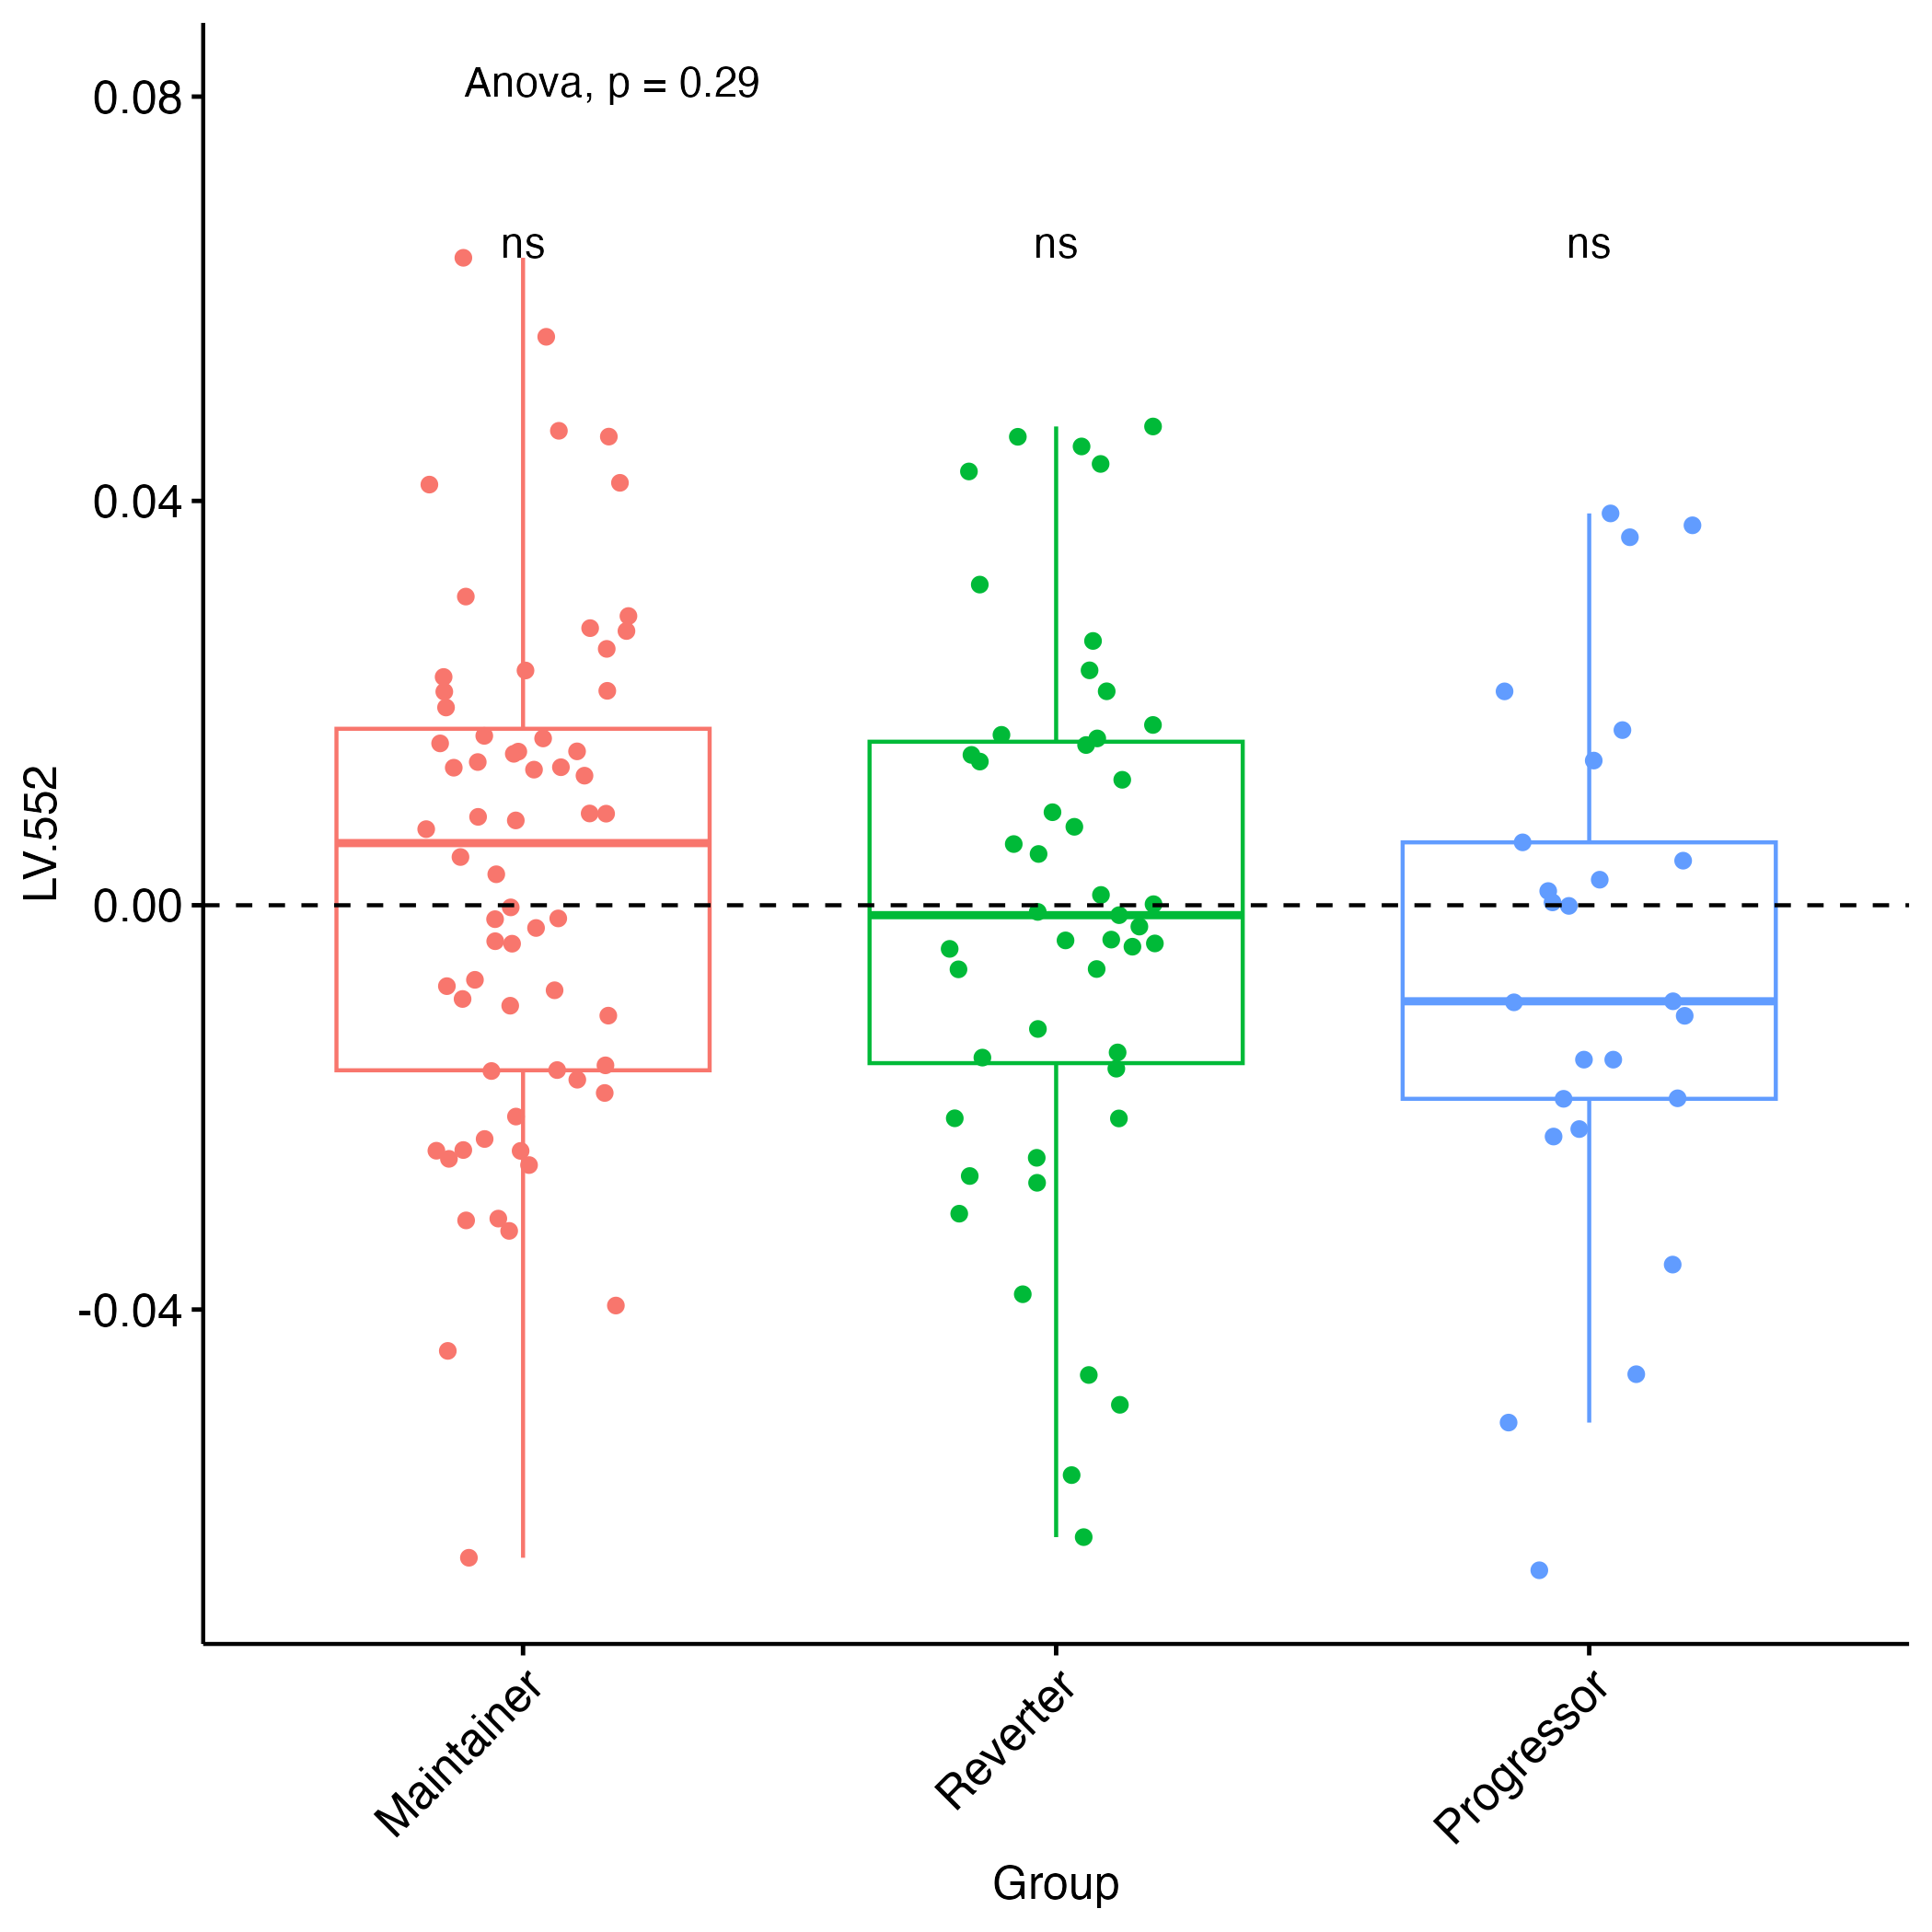 Anova, p = 0.29
ns
ns
ns
0.08
0.04
0.00
-0.04
LV.552
Maintainer
Reverter
Progressor
Group